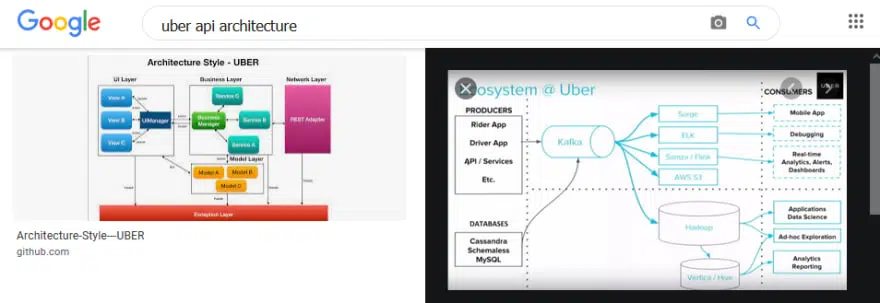 Google
uber api architecture
Architecture Style - UBER
UI Layer
Business Layer
Network Layer
View A
View B
View C
UIManager
Business
Manager
Service C
Service B
Service A
REST Adapter
Model Layer
Model A
Model B
Model C
Exception Layer
Architecture-Style---UBER
github.com
cosystem @ Uber
UBER
PRODUCERS
CONSUMERS
Rider App
Driver App
API / Services
Etc.
Kafka
Surge
ELK
Samza / Flink
AWS S3
Mobile App
Debugging
Real-time
Analytics, Alerts,
Dashboards
DATABASES
Cassandra
Schemaless
MySQL
Hadoop
Vertica / Hive
Applications
Data Science
Ad-hoc Exploration
Analytics
Reporting